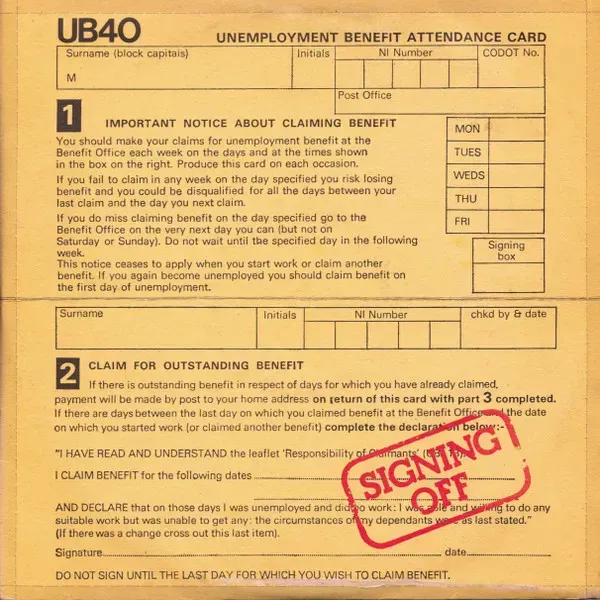 UB40 UNEMPLOYMENT BENEFIT ATTENDANCE CARD
Surname (block capitals) Initials NI Number CODOT No.
M
Post Office
1 IMPORTANT NOTICE ABOUT CLAIMING BENEFIT
You should make your claims for unemployment benefit at the
Benefit Office each week on the days and at the times shown
in the box on the right. Produce this card on each occasion.
If you fail to claim in any week on the day specified you risk losing
benefit and you could be disqualified for all the days between your
last claim and the day you next claim.
If you do miss claiming benefit on the day specified go to the
Benefit Office on the very next day you can (but not on
Saturday or Sunday). Do not wait until the specified day in the following
week.
This notice ceases to apply when you start work or claim another
benefit. If you again become unemployed you should claim benefit on
the first day of unemployment.
MON
TUES
WEDS
THU
FRI
Signing
box
Surname Initials NI Number chkd by & date
2 CLAIM FOR OUTSTANDING BENEFIT
If there is outstanding benefit in respect of days for which you have already claimed,
payment will be made by post to your home address on return of this card with part 3 completed.
If there are days between the last day on which you claimed benefit at the Benefit Office and the date
on which you started work (or claimed another benefit) complete the declaration below:-
"I HAVE READ AND UNDERSTAND the leaflet 'Responsibility of Claimants'
I CLAIM BENEFIT for the following dates
AND DECLARE that on those days I was unemployed and did no work: I was able and willing to do any
suitable work but was unable to get any: the circumstances of my dependants were as last stated."
(If there was a change cross out this last item).
Signature date
DO NOT SIGN UNTIL THE LAST DAY FOR WHICH YOU WISH TO CLAIM BENEFIT.
SIGNING
OFF